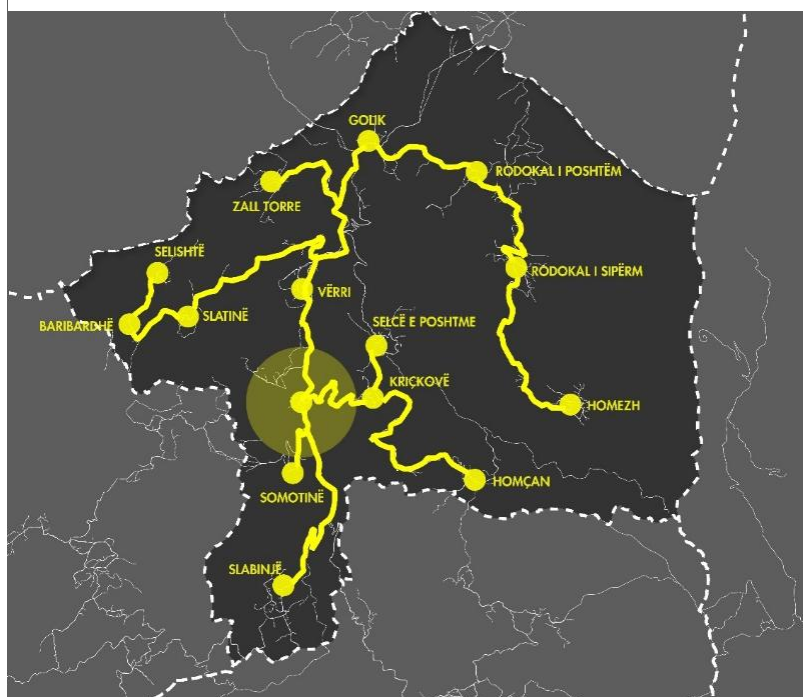 GOLIK
RODOKAL I POSHTËM
ZALL TORRE
SELISHTË
RODOKAL I SIPËRM
VËRRI
SLATINË
BARIBARDHË
SELCË E POSHTME
KRIÇKOVË
HOMEZH
HOMÇAN
SOMOTINË
SLABINJË